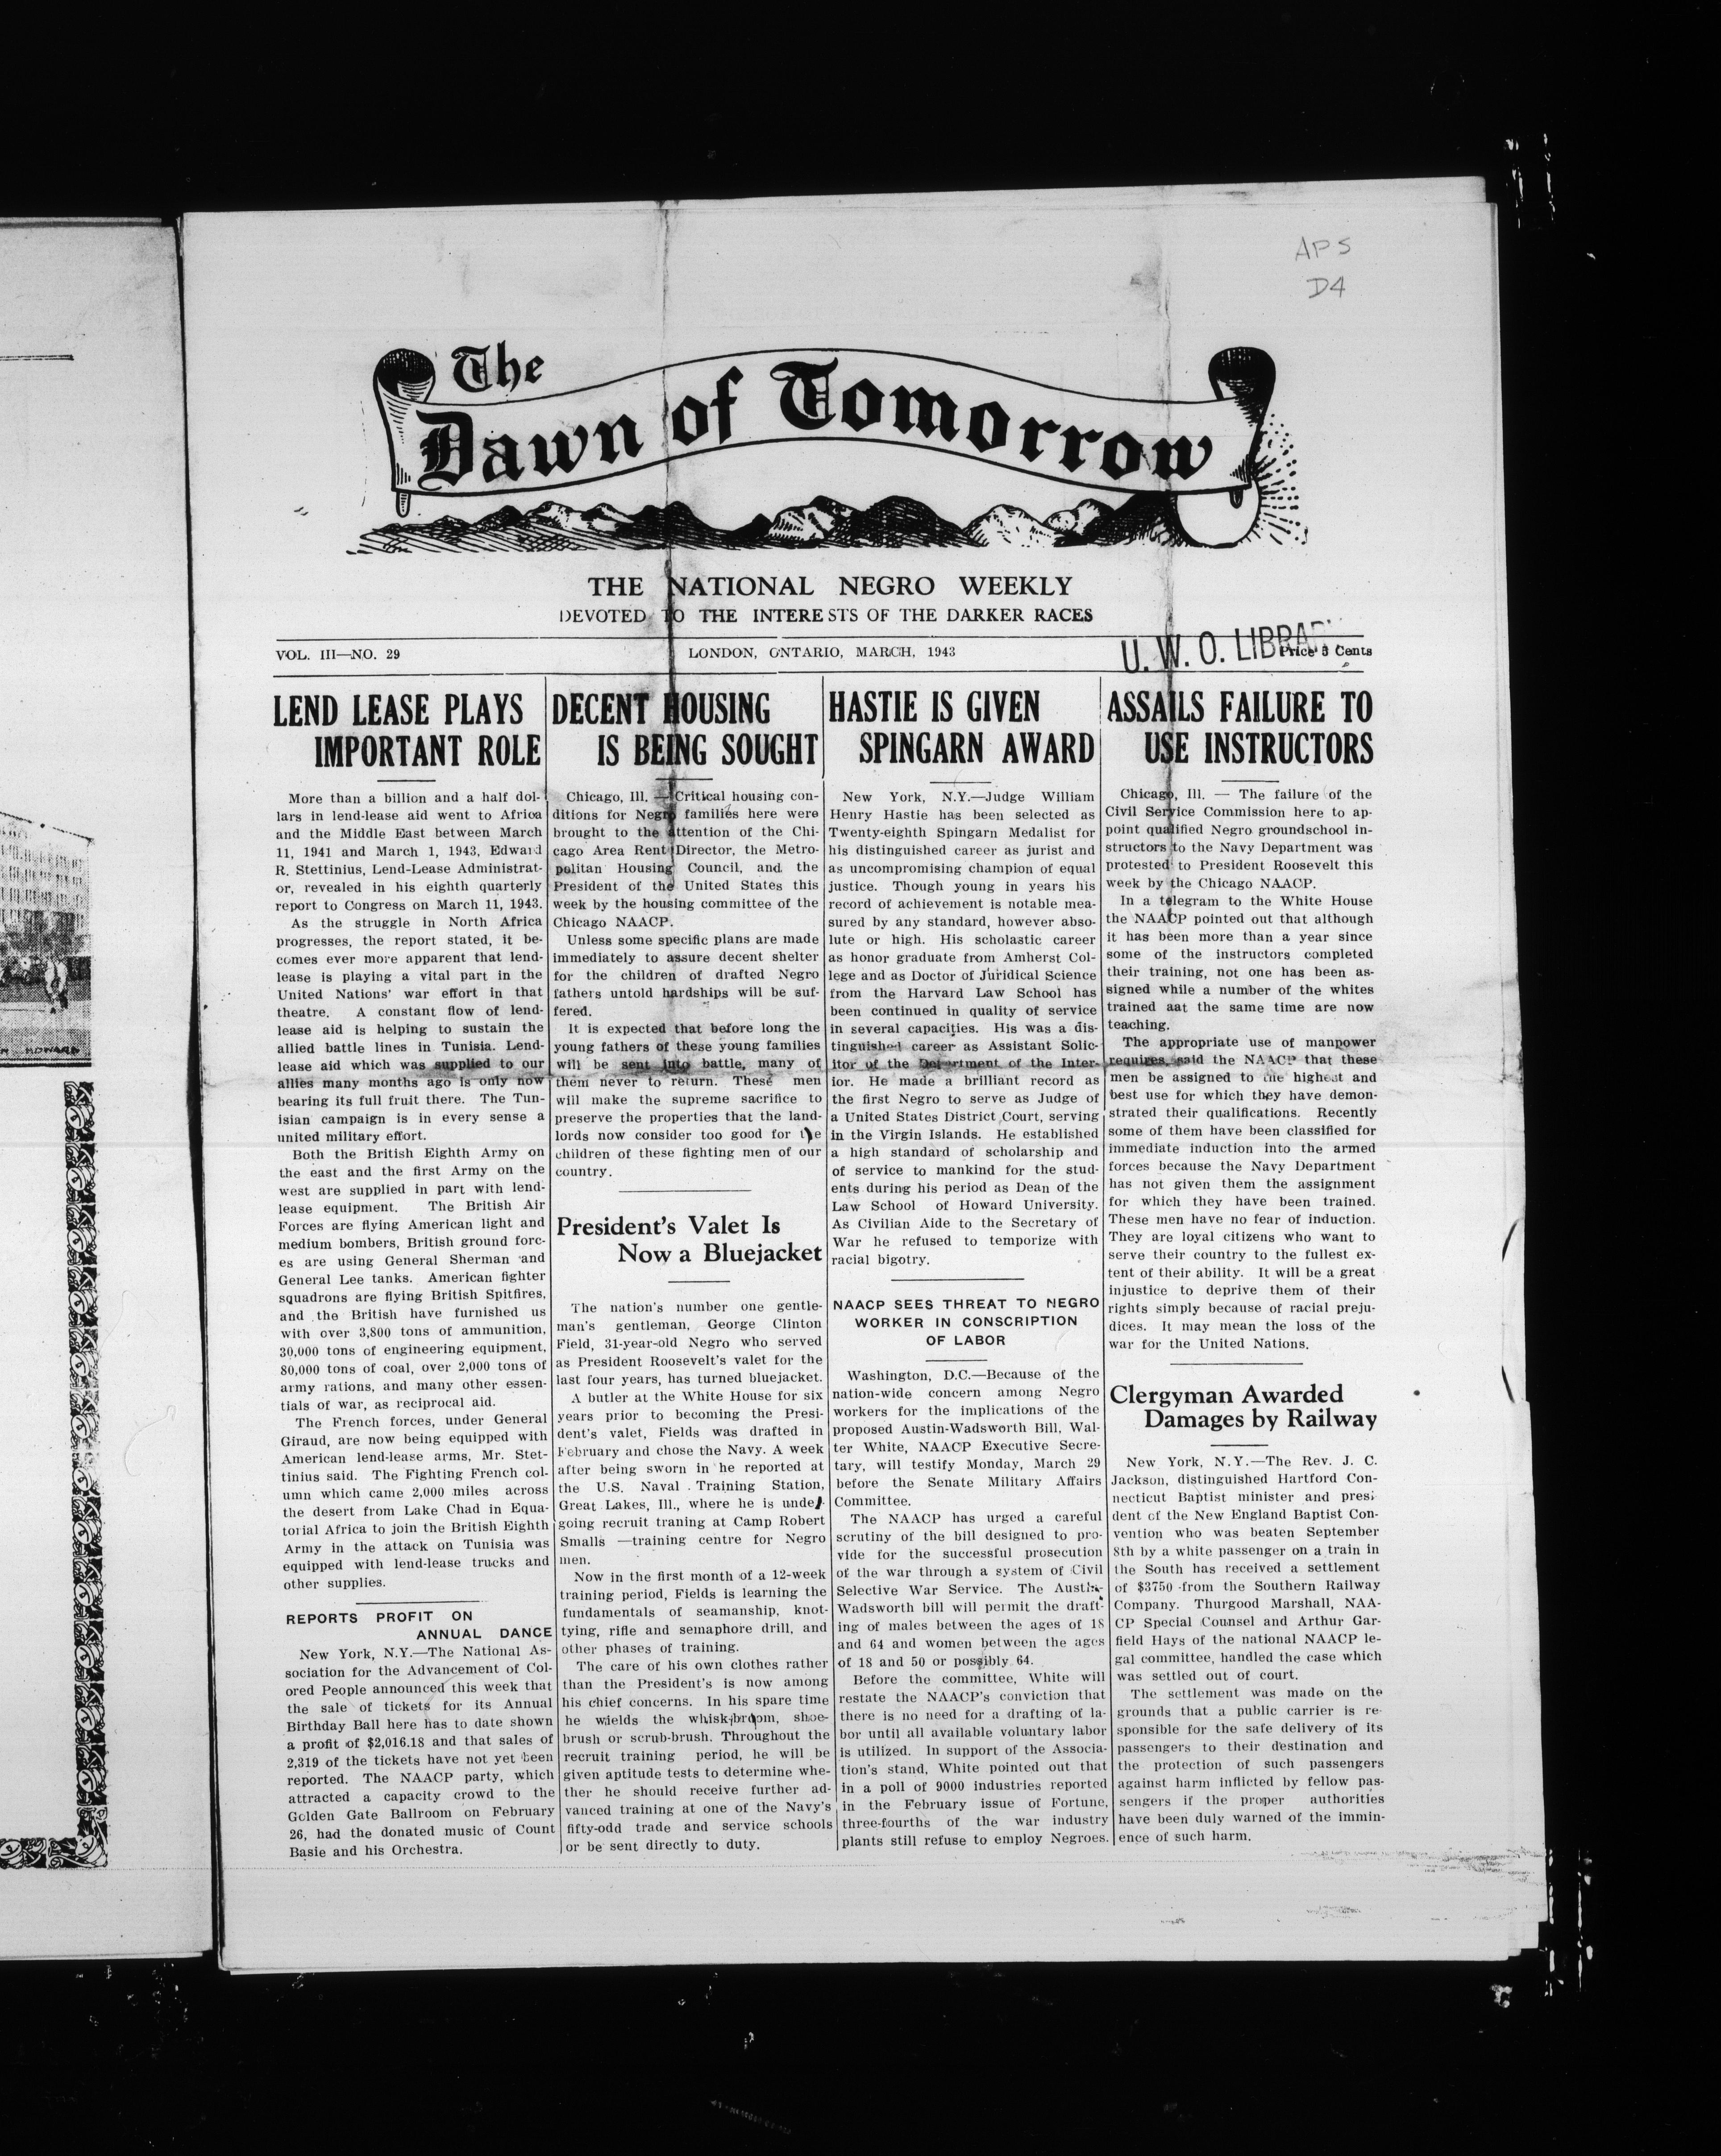 APS
D4
The
Dawn of Tomorrow
THE NATIONAL NEGRO WEEKLY
DEVOTED TO THE INTERESTS OF THE DARKER RACES
VOL. III—NO. 29
LONDON, ONTARIO, MARCH, 1943
U. W. O. LIBRARY
Price 5 Cents
LEND LEASE PLAYS
IMPORTANT ROLE
More than a billion and a half dol-
lars in lend-lease aid went to Africa
and the Middle East between March
11, 1941 and March 1, 1943, Edward
R. Stettinius, Lend-Lease Administrat-
or, revealed in his eighth quarterly
report to Congress on March 11, 1943.
As the struggle in North Africa
progresses, the report stated, it be-
comes ever more apparent that lend-
lease is playing a vital part in the
United Nations' war effort in that
theatre. A constant flow of lend-
lease aid is helping to sustain the
allied battle lines in Tunisia. Lend-
lease aid which was supplied to our
allies many months ago is only now
bearing its full fruit there. The Tun-
isian campaign is in every sense a
united military effort.
Both the British Eighth Army on
the east and the first Army on the
west are supplied in part with lend-
lease equipment. The British Air
Forces are flying American light and
medium bombers, British ground forc-
es are using General Sherman and
General Lee tanks. American fighter
squadrons are flying British Spitfires,
and the British have furnished us
with over 3,800 tons of ammunition,
30,000 tons of engineering equipment,
80,000 tons of coal, over 2,000 tons of
army rations, and many other essen-
tials of war, as reciprocal aid.
The French forces, under General
Giraud, are now being equipped with
American lend-lease arms, Mr. Stet-
tinius said. The Fighting French col-
umn which came 2,000 miles across
the desert from Lake Chad in Equa-
torial Africa to join the British Eighth
Army in the attack on Tunisia was
equipped with lend-lease trucks and
other supplies.
REPORTS PROFIT ON
ANNUAL DANCE
New York, N.Y.—The National As-
sociation for the Advancement of Col-
ored People announced this week that
the sale of tickets for its Annual
Birthday Ball here has to date shown
a profit of $2,016.18 and that sales of
2,319 of the tickets have not yet been
reported. The NAACP party, which
attracted a capacity crowd to the
Golden Gate Ballroom on February
26, had the donated music of Count
Basie and his Orchestra.
DECENT HOUSING
IS BEING SOUGHT
Chicago, Ill. — Critical housing con-
ditions for Negro families here were
brought to the attention of the Chi-
cago Area Rent Director, the Metro-
politan Housing Council, and the
President of the United States this
week by the housing committee of the
Chicago NAACP.
Unless some specific plans are made
immediately to assure decent shelter
for the children of drafted Negro
fathers untold hardships will be suf-
fered.
It is expected that before long the
young fathers of these young families
will be sent into battle, many of
them never to return. These men
will make the supreme sacrifice to
preserve the properties that the land-
lords now consider too good for the
children of these fighting men of our
country.
President's Valet Is
Now a Bluejacket
The nation's number one gentle-
man's gentleman, George Clinton
Field, 31-year-old Negro who served
as President Roosevelt's valet for the
last four years, has turned bluejacket.
A butler at the White House for six
years prior to becoming the Presi-
dent's valet, Fields was drafted in
February and chose the Navy. A week
after being sworn in he reported at
the U.S. Naval Training Station,
Great Lakes, Ill., where he is under-
going recruit traning at Camp Robert
Smalls —training centre for Negro
men.
Now in the first month of a 12-week
training period, Fields is learning the
fundamentals of seamanship, knot-
tying, rifle and semaphore drill, and
other phases of training.
The care of his own clothes rather
than the President's is now among
his chief concerns. In his spare time
he wields the whisk-broom, shoe-
brush or scrub-brush. Throughout the
recruit training period, he will be
given aptitude tests to determine whe-
ther he should receive further ad-
vanced training at one of the Navy's
fifty-odd trade and service schools
or be sent directly to duty.
HASTIE IS GIVEN
SPINGARN AWARD
New York, N.Y.—Judge William
Henry Hastie has been selected as
Twenty-eighth Spingarn Medalist for
his distinguished career as jurist and
as uncompromising champion of equal
justice. Though young in years his
record of achievement is notable mea-
sured by any standard, however abso-
lute or high. His scholastic career
as honor graduate from Amherst Col-
lege and as Doctor of Juridical Science
from the Harvard Law School has
been continued in quality of service
in several capacities. His was a dis-
tinguished career as Assistant Solic-
itor of the Department of the Inter-
ior. He made a brilliant record as
the first Negro to serve as Judge of
a United States District Court, serving
in the Virgin Islands. He established
a high standard of scholarship and
of service to mankind for the stud-
ents during his period as Dean of the
Law School of Howard University.
As Civilian Aide to the Secretary of
War he refused to temporize with
racial bigotry.
NAACP SEES THREAT TO NEGRO
WORKER IN CONSCRIPTION
OF LABOR
Washington, D.C.—Because of the
nation-wide concern among Negro
workers for the implications of the
proposed Austin-Wadsworth Bill, Wal-
ter White, NAACP Executive Secre-
tary, will testify Monday, March 29
before the Senate Military Affairs
Committee.
The NAACP has urged a careful
scrutiny of the bill designed to pro-
vide for the successful prosecution
of the war through a system of Civil
Selective War Service. The Austin-
Wadsworth bill will permit the draft-
ing of males between the ages of 18
and 64 and women between the ages
of 18 and 50 or possibly 64.
Before the committee, White will
restate the NAACP's conviction that
there is no need for a drafting of la-
bor until all available voluntary labor
is utilized. In support of the Associa-
tion's stand, White pointed out that
in a poll of 9000 industries reported
in the February issue of Fortune,
three-fourths of the war industry
plants still refuse to employ Negroes.
ASSAILS FAILURE TO
USE INSTRUCTORS
Chicago, Ill. — The failure of the
Civil Service Commission here to ap-
point qualified Negro groundschool in-
structors to the Navy Department was
protested to President Roosevelt this
week by the Chicago NAACP.
In a telegram to the White House
the NAACP pointed out that although
it has been more than a year since
some of the instructors completed
their training, not one has been as-
signed while a number of the whites
trained aat the same time are now
teaching.
The appropriate use of manpower
requires, said the NAACP that these
men be assigned to the highest and
best use for which they have demon-
strated their qualifications. Recently
some of them have been classified for
immediate induction into the armed
forces because the Navy Department
has not given them the assignment
for which they have been trained.
These men have no fear of induction.
They are loyal citizens who want to
serve their country to the fullest ex-
tent of their ability. It will be a great
injustice to deprive them of their
rights simply because of racial preju-
dices. It may mean the loss of the
war for the United Nations.
Clergyman Awarded
Damages by Railway
New York, N.Y.—The Rev. J. C.
Jackson, distinguished Hartford Con-
necticut Baptist minister and presi-
dent of the New England Baptist Con-
vention who was beaten September
8th by a white passenger on a train in
the South has received a settlement
of $3750 from the Southern Railway
Company. Thurgood Marshall, NAA-
CP Special Counsel and Arthur Gar-
field Hays of the national NAACP le-
gal committee, handled the case which
was settled out of court.
The settlement was made on the
grounds that a public carrier is re-
sponsible for the safe delivery of its
passengers to their destination and
the protection of such passengers
against harm inflicted by fellow pas-
sengers if the proper authorities
have been duly warned of the immin-
ence of such harm.
HOWARD